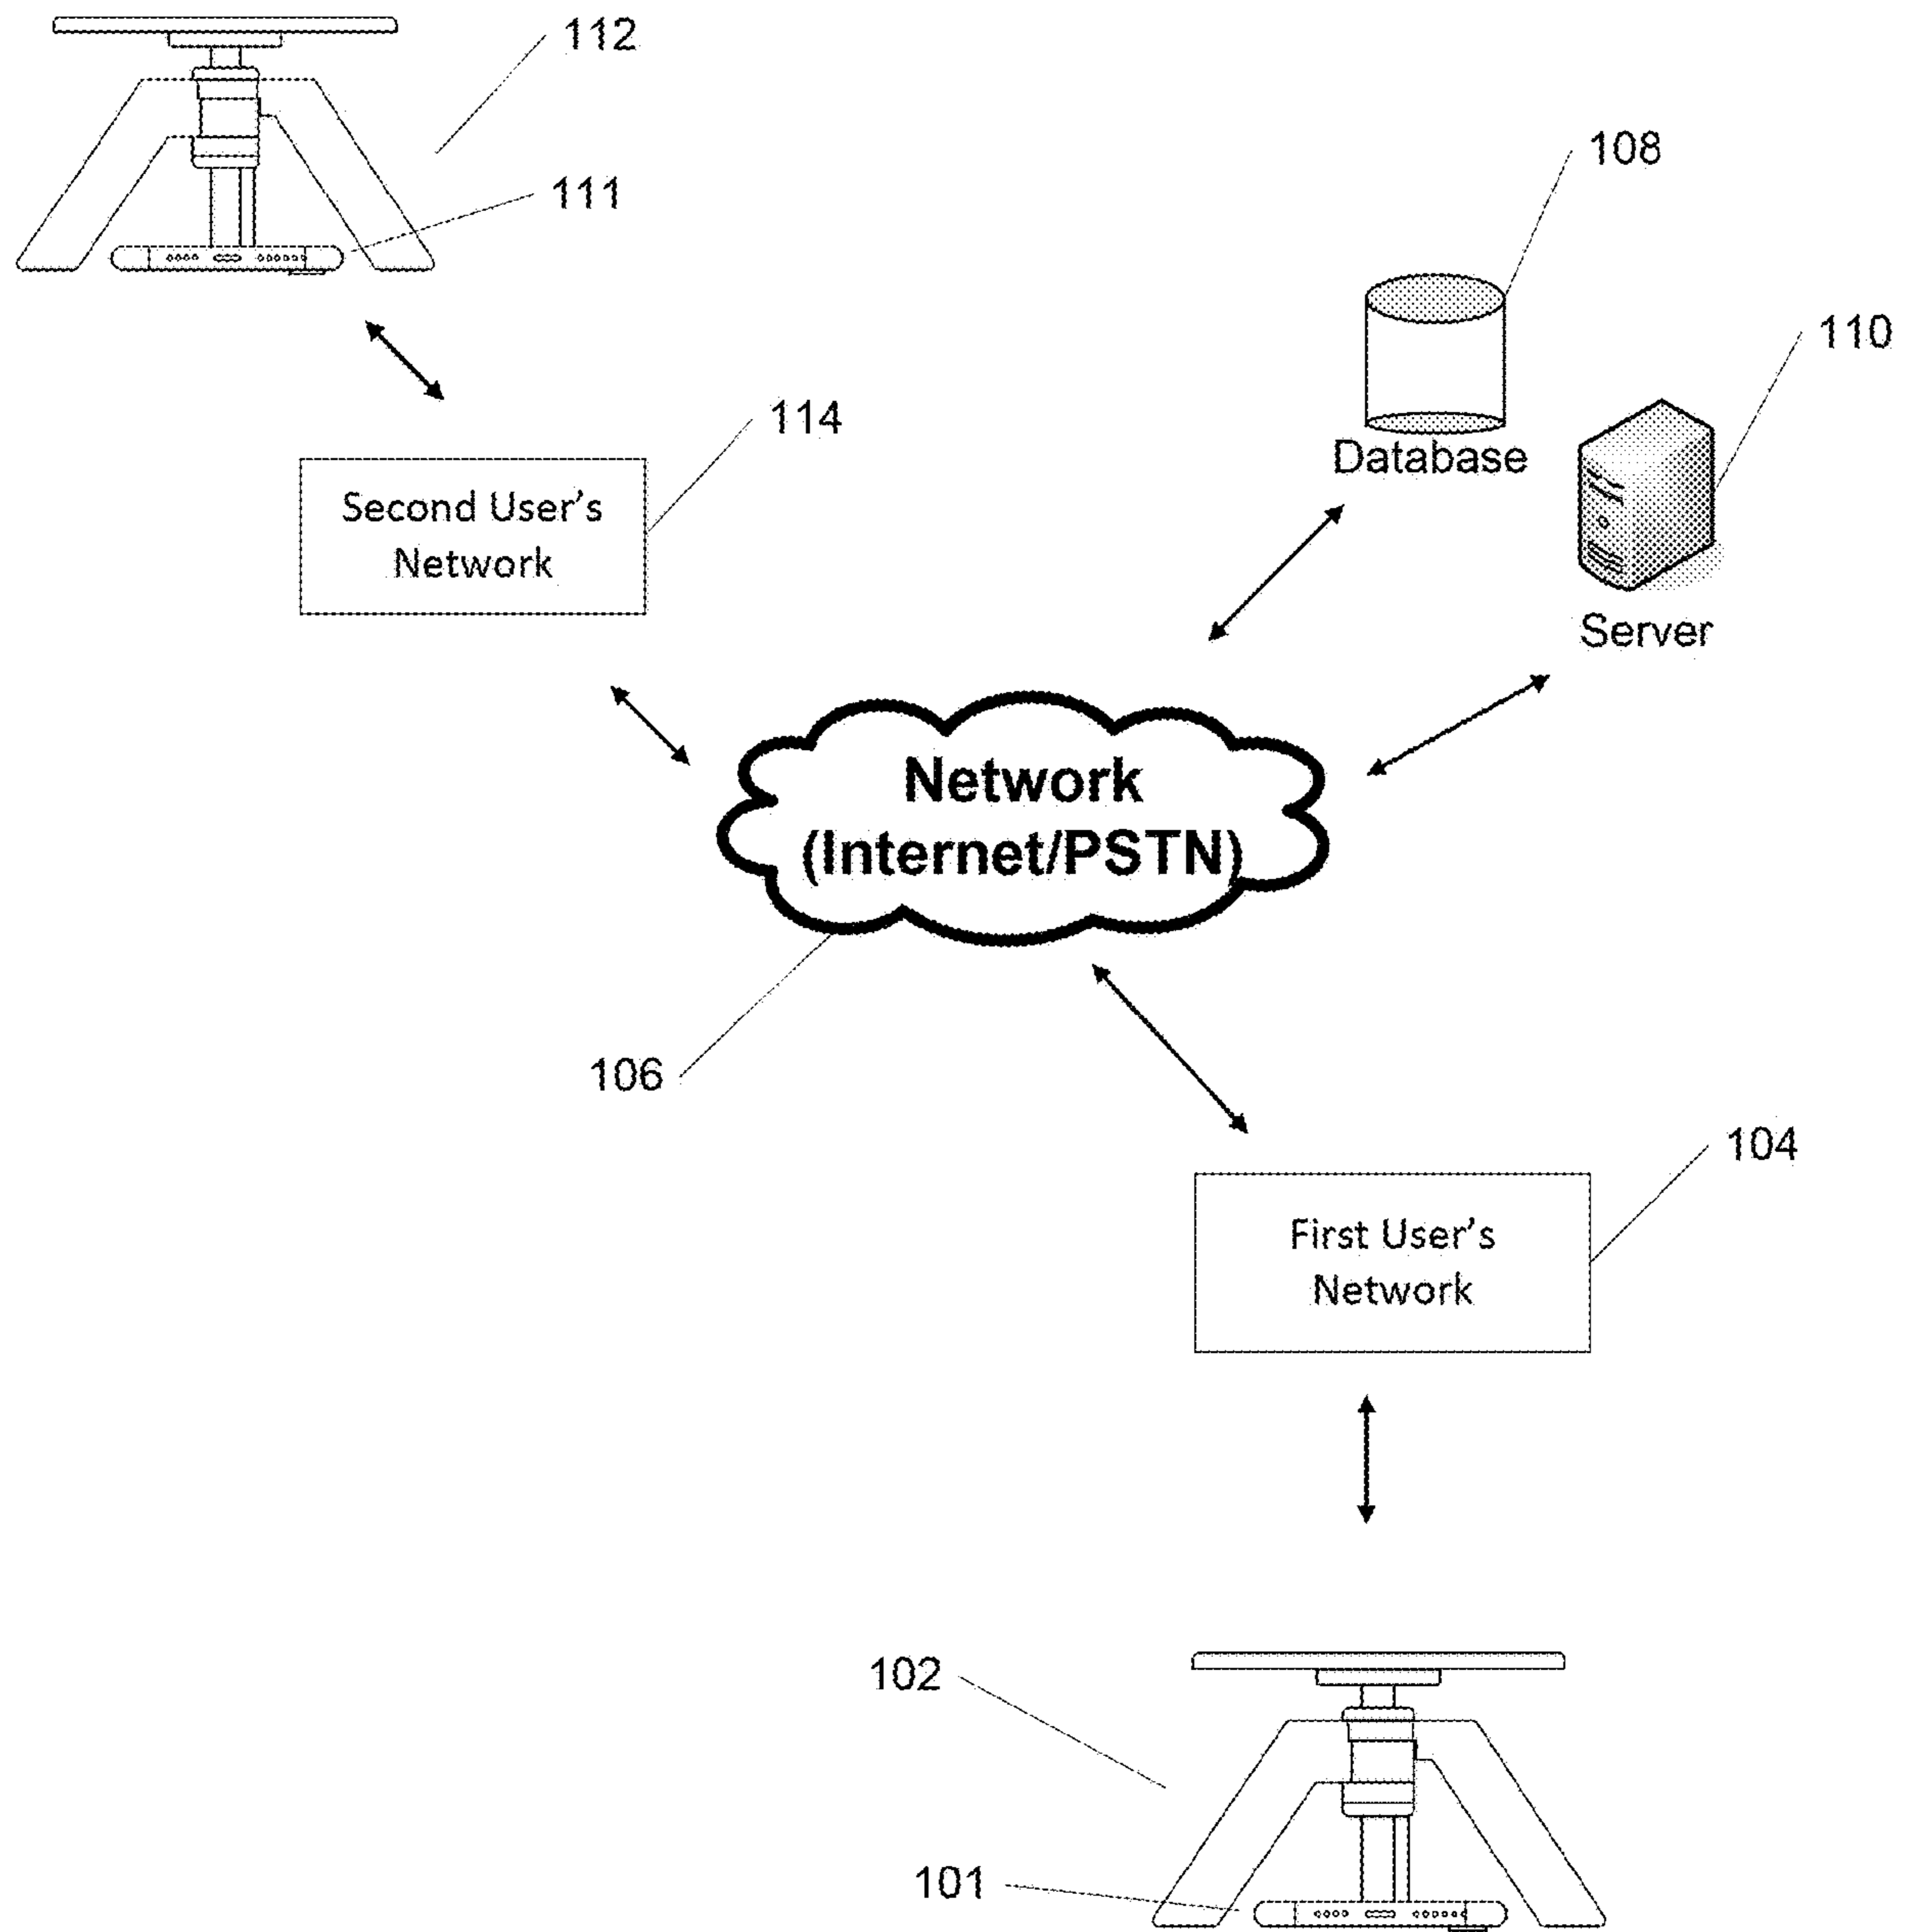 112
111
108
110
114
Database
Second User's
Network
Server
Network
(Internet/PSTN)
106
104
First User's
Network
102
101